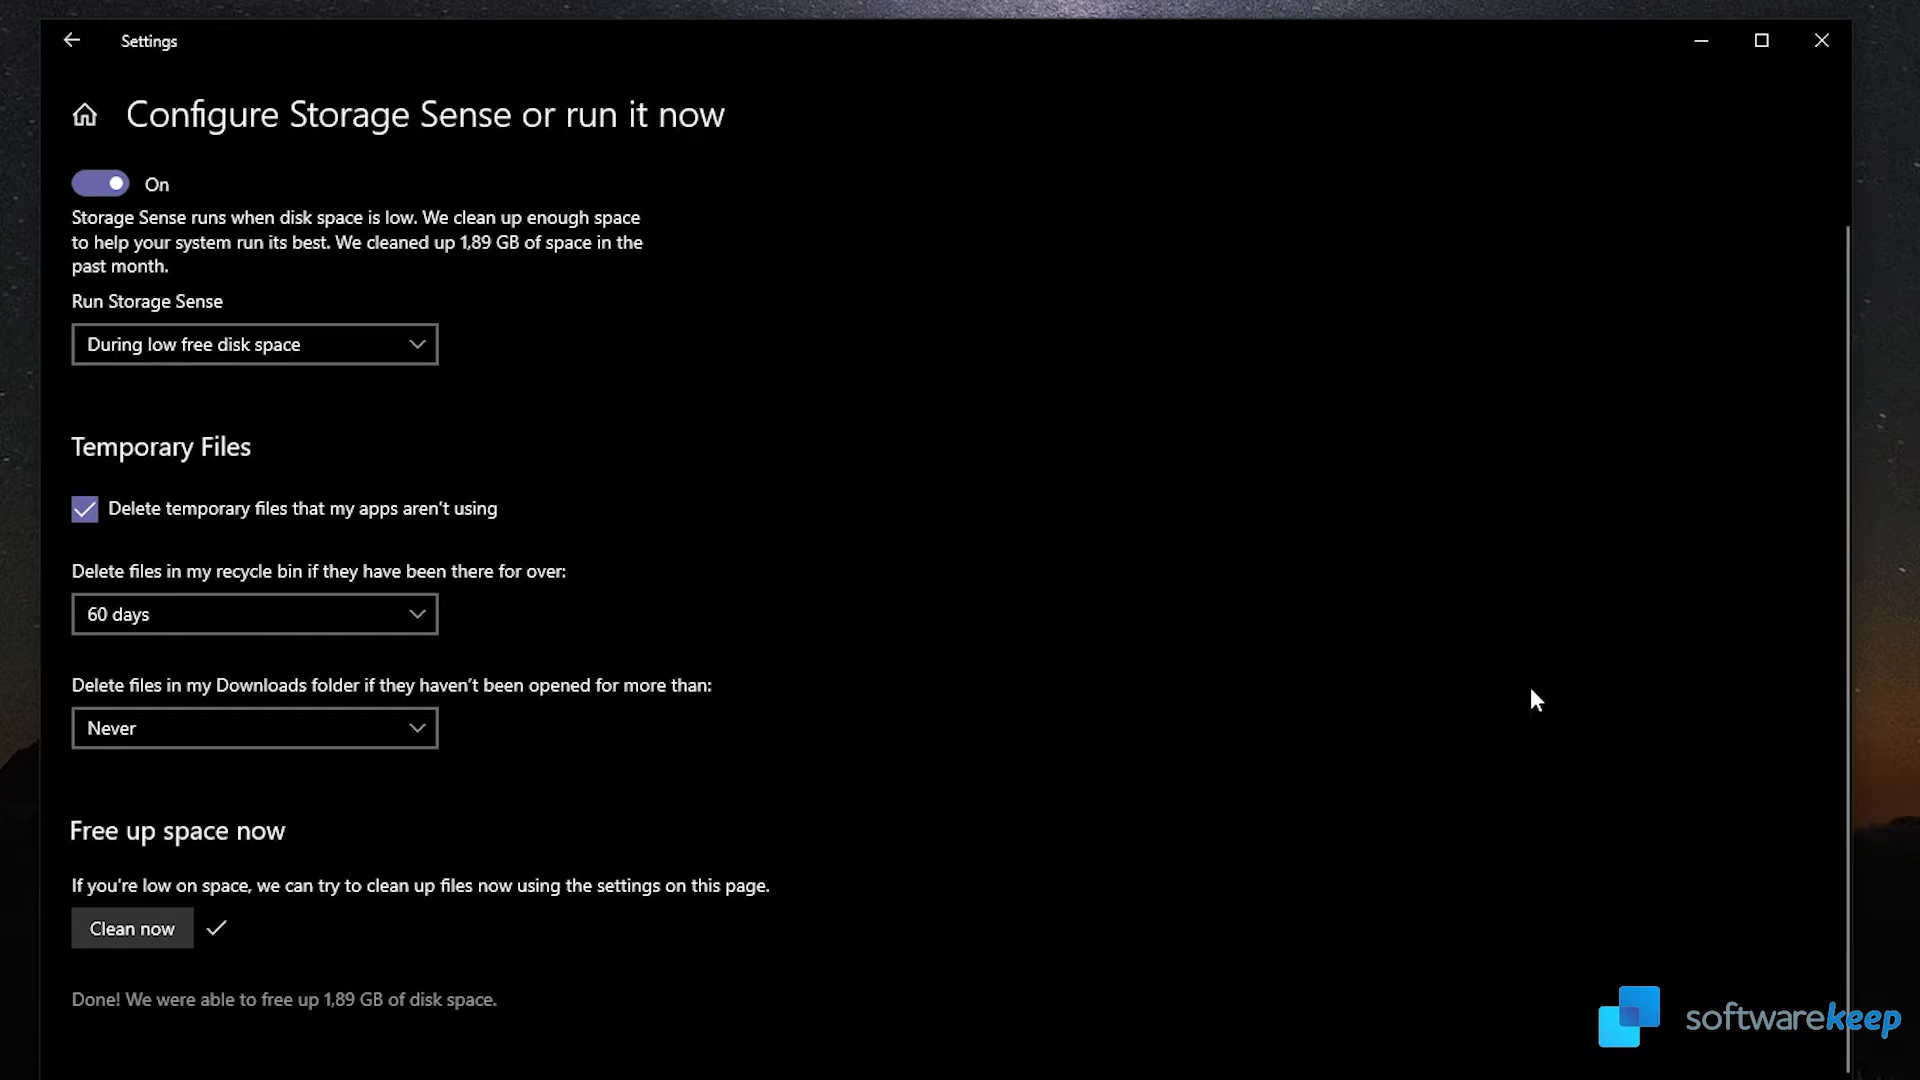 Settings
Configure Storage Sense or run it now
On
Storage Sense runs when disk space is low. We clean up enough space
to help your system run its best. We cleaned up 1,89 GB of space in the
past month.
Run Storage Sense
During low free disk space
Temporary Files
Delete temporary files that my apps aren't using
Delete files in my recycle bin if they have been there for over:
60 days
Delete files in my Downloads folder if they haven't been opened for more than:
Never
Free up space now
If you're low on space, we can try to clean up files now using the settings on this page.
Clean now
Done! We were able to free up 1,89 GB of disk space.
softwarekeep